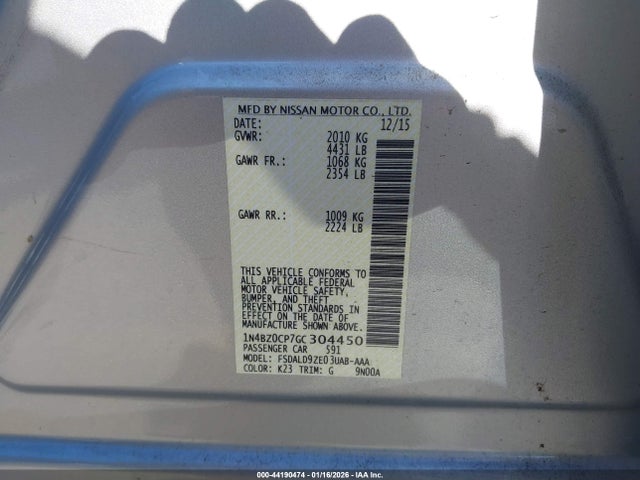 MFD BY NISSAN MOTOR CO., LTD.
DATE: 12/15
GVWR: 2010 KG
4431 LB
GAWR FR.: 1068 KG
2354 LB
GAWR RR.: 1009 KG
2224 LB
THIS VEHICLE CONFORMS TO
ALL APPLICABLE FEDERAL
MOTOR VEHICLE SAFETY,
BUMPER, AND THEFT
PREVENTION STANDARDS IN
EFFECT ON THE DATE OF
MANUFACTURE SHOWN ABOVE.
1N4BZ0CP7GC304450
PASSENGER CAR 591
MODEL: FSDALD9ZE03UAB-AAA
COLOR: K23 TRIM: G 9N00A
000-44190474 - 01/16/2026 - IAA Inc.